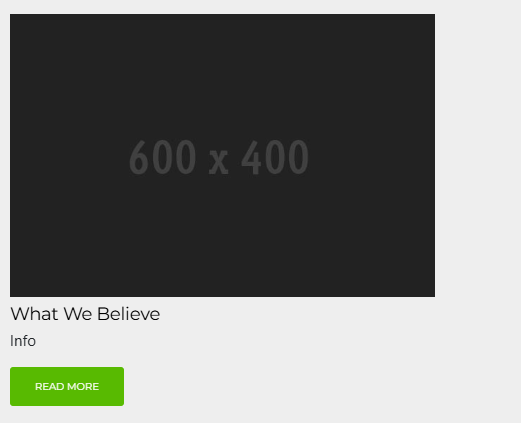 600 x 400
What We Believe
Info
READ MORE